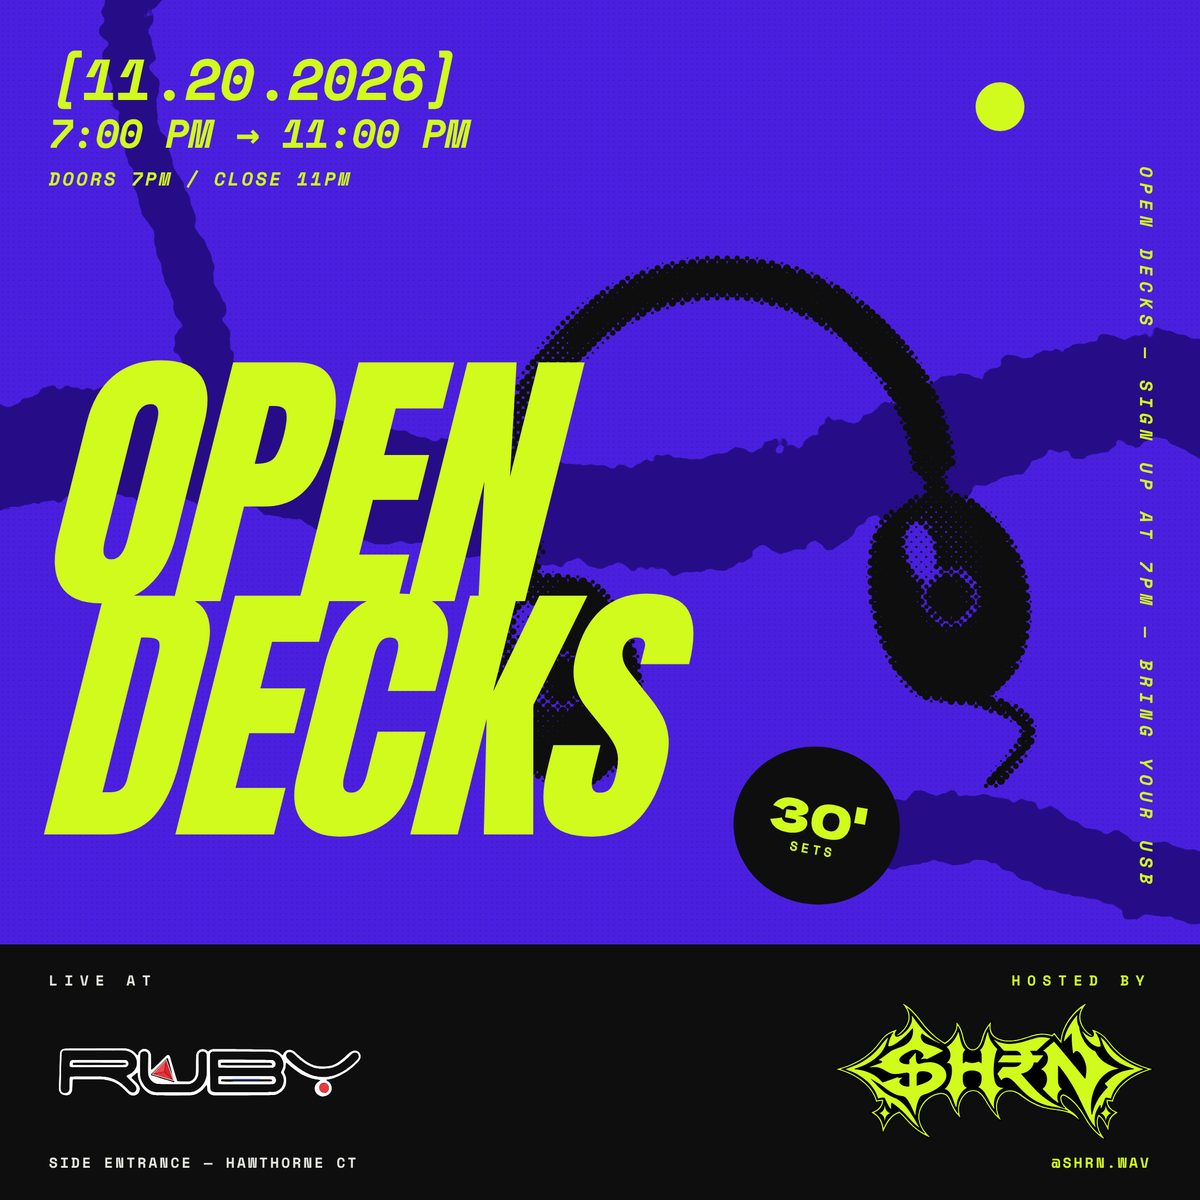 [11.20.2026]
7:00 PM → 11:00 PM
DOORS 7PM / CLOSE 11PM
OPEN DECKS — SIGN UP AT 7PM — BRING YOUR USB
OPEN
DECKS
30'
SETS
LIVE AT
RUBY
SIDE ENTRANCE — HAWTHORNE CT
HOSTED BY
$HRN
@SHRN.WAV